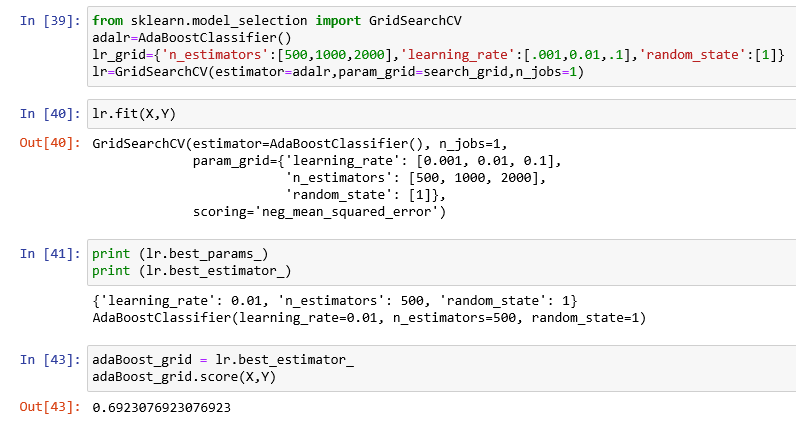 In [39]: from sklearn.model_selection import GridSearchCV
adalr=AdaBoostClassifier()
lr_grid={'n_estimators':[500,1000,2000],'learning_rate':[.001,0.01,.1],'random_state':[1]}
lr=GridSearchCV(estimator=adalr,param_grid=search_grid,n_jobs=1)
In [40]: lr.fit(X,Y)
Out[40]: GridSearchCV(estimator=AdaBoostClassifier(), n_jobs=1,
param_grid={'learning_rate': [0.001, 0.01, 0.1],
'n_estimators': [500, 1000, 2000],
'random_state': [1]},
scoring='neg_mean_squared_error')
In [41]: print (lr.best_params_)
print (lr.best_estimator_)
{'learning_rate': 0.01, 'n_estimators': 500, 'random_state': 1}
AdaBoostClassifier(learning_rate=0.01, n_estimators=500, random_state=1)
In [43]: adaBoost_grid = lr.best_estimator_
adaBoost_grid.score(X,Y)
Out[43]: 0.6923076923076923